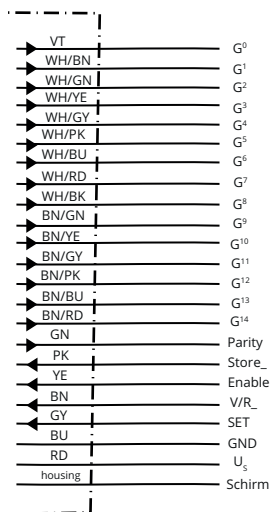 VT G⁰
WH/BN G¹
WH/GN G²
WH/YE G³
WH/GY G⁴
WH/PK G⁵
WH/BU G⁶
WH/RD G⁷
WH/BK G⁸
BN/GN G⁹
BN/YE G¹⁰
BN/GY G¹¹
BN/PK G¹²
BN/BU G¹³
BN/RD G¹⁴
GN Parity
PK Store_
YE Enable
BN V/R_
GY SET
BU GND
RD Uₛ
housing Schirm